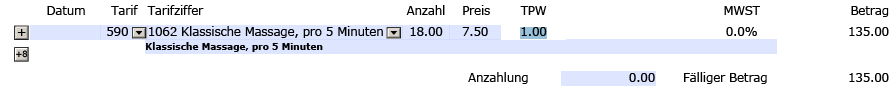 Datum Tarif Tarifziffer Anzahl Preis TPW MWST Betrag
+ 590 1062 Klassische Massage, pro 5 Minuten 18.00 7.50 1.00 0.0% 135.00
+8 Klassische Massage, pro 5 Minuten
Anzahlung 0.00 Fälliger Betrag 135.00